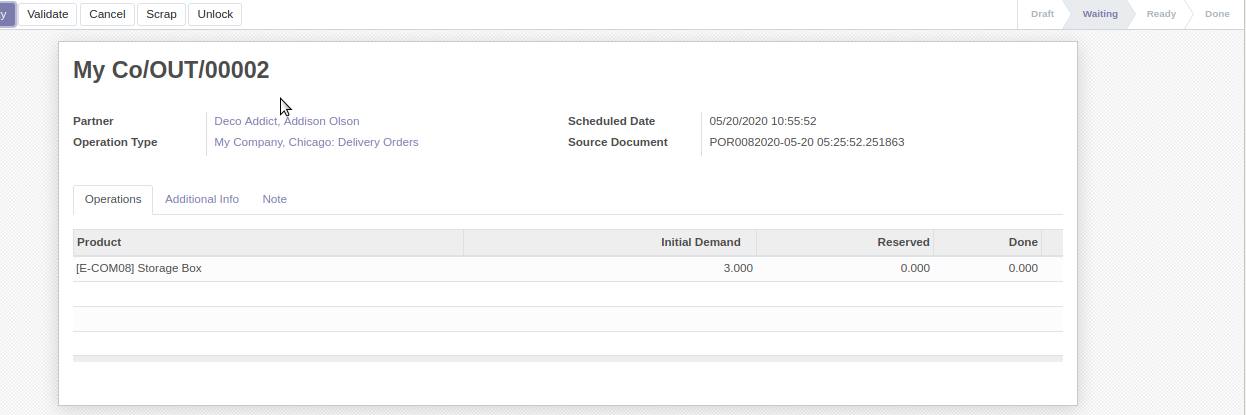 y Validate Cancel Scrap Unlock Draft Waiting Ready Done
My Co/OUT/00002
Partner Deco Addict, Addison Olson Scheduled Date 05/20/2020 10:55:52
Operation Type My Company, Chicago: Delivery Orders Source Document POR0082020-05-20 05:25:52.251863
Operations Additional Info Note
Product Initial Demand Reserved Done
[E-COM08] Storage Box 3.000 0.000 0.000